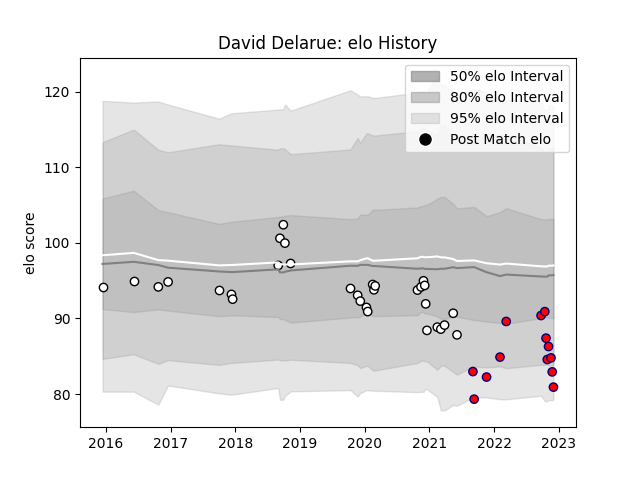 David Delarue: elo History
50% elo Interval
80% elo Interval
95% elo Interval
Post Match elo
elo score
120
110
100
90
80
2016 2017 2018 2019 2020 2021 2022 2023